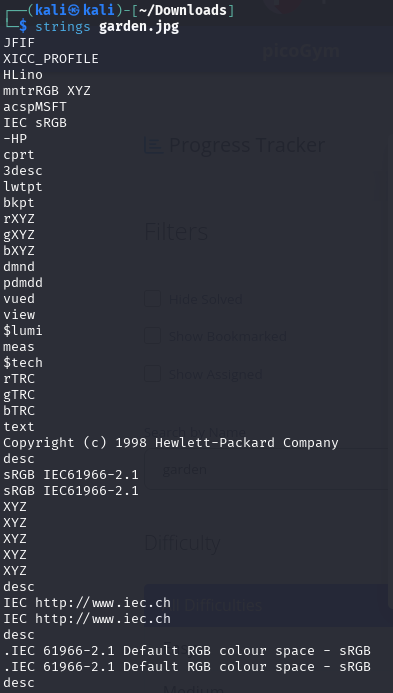 ┌──(kali㉿kali)-[~/Downloads]
└─$ strings garden.jpg
JFIF
XICC_PROFILE
HLino
mntrRGB XYZ
acspMSFT
IEC sRGB
-HP
cprt
3desc
lwtpt
bkpt
rXYZ
gXYZ
bXYZ
dmnd
pdmdd
vued
view
$lumi
meas
$tech
rTRC
gTRC
bTRC
text
Copyright (c) 1998 Hewlett-Packard Company
desc
sRGB IEC61966-2.1
sRGB IEC61966-2.1
XYZ
XYZ
XYZ
XYZ
XYZ
desc
IEC http://www.iec.ch
IEC http://www.iec.ch
desc
.IEC 61966-2.1 Default RGB colour space - sRGB
.IEC 61966-2.1 Default RGB colour space - sRGB
desc
picoGym
Progress Tracker
Filters
Hide Solved
Show Bookmarked
Show Assigned
Search by Name
garden
Difficulty
Difficulties
Medium